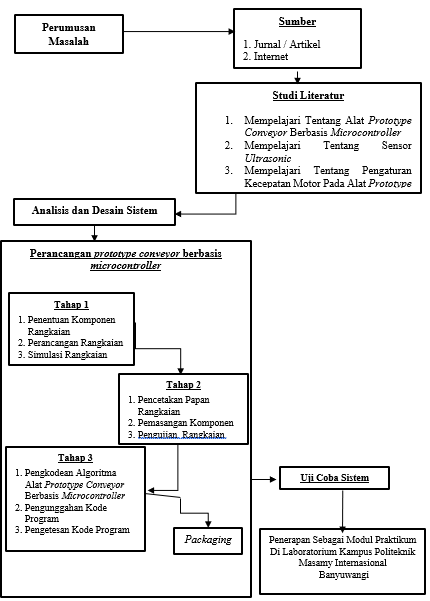 Perumusan
Masalah
Sumber
1. Jurnal / Artikel
2. Internet
Studi Literatur
1. Mempelajari Tentang Alat Prototype
Conveyor Berbasis Microcontroller
2. Mempelajari Tentang Sensor
Ultrasonic
3. Mempelajari Tentang Pengaturan
Kecepatan Motor Pada Alat Prototype
Analisis dan Desain Sistem
Perancangan prototype conveyor berbasis
microcontroller
Tahap 1
1. Penentuan Komponen
Rangkaian
2. Perancangan Rangkaian
3. Simulasi Rangkaian
Tahap 2
1. Pencetakan Papan
Rangkaian
2. Pemasangan Komponen
3. Pengujian Rangkaian
Tahap 3
1. Pengkodean Algoritma
Alat Prototype Conveyor
Berbasis Microcontroller
2. Pengunggahan Kode
Program
3. Pengetesan Kode Program
Packaging
Uji Coba Sistem
Penerapan Sebagai Modul Praktikum
Di Laboratorium Kampus Politeknik
Masamy Internasional
Banyuwangi